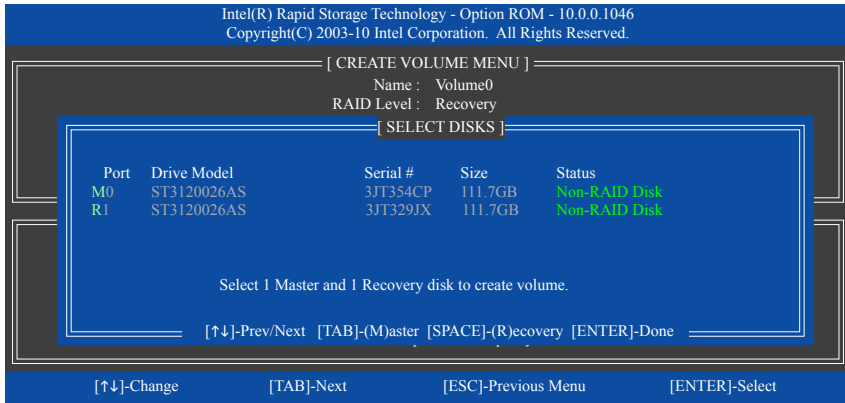 Intel(R) Rapid Storage Technology - Option ROM - 10.0.0.1046
Copyright(C) 2003-10 Intel Corporation. All Rights Reserved.
[ CREATE VOLUME MENU ]
Name : Volume0
RAID Level : Recovery
[ SELECT DISKS ]
Port Drive Model Serial # Size Status
M0 ST3120026AS 3JT354CP 111.7GB Non-RAID Disk
R1 ST3120026AS 3JT329JX 111.7GB Non-RAID Disk
Select 1 Master and 1 Recovery disk to create volume.
[↑↓]-Prev/Next [TAB]-(M)aster [SPACE]-(R)ecovery [ENTER]-Done
[↑↓]-Change [TAB]-Next [ESC]-Previous Menu [ENTER]-Select